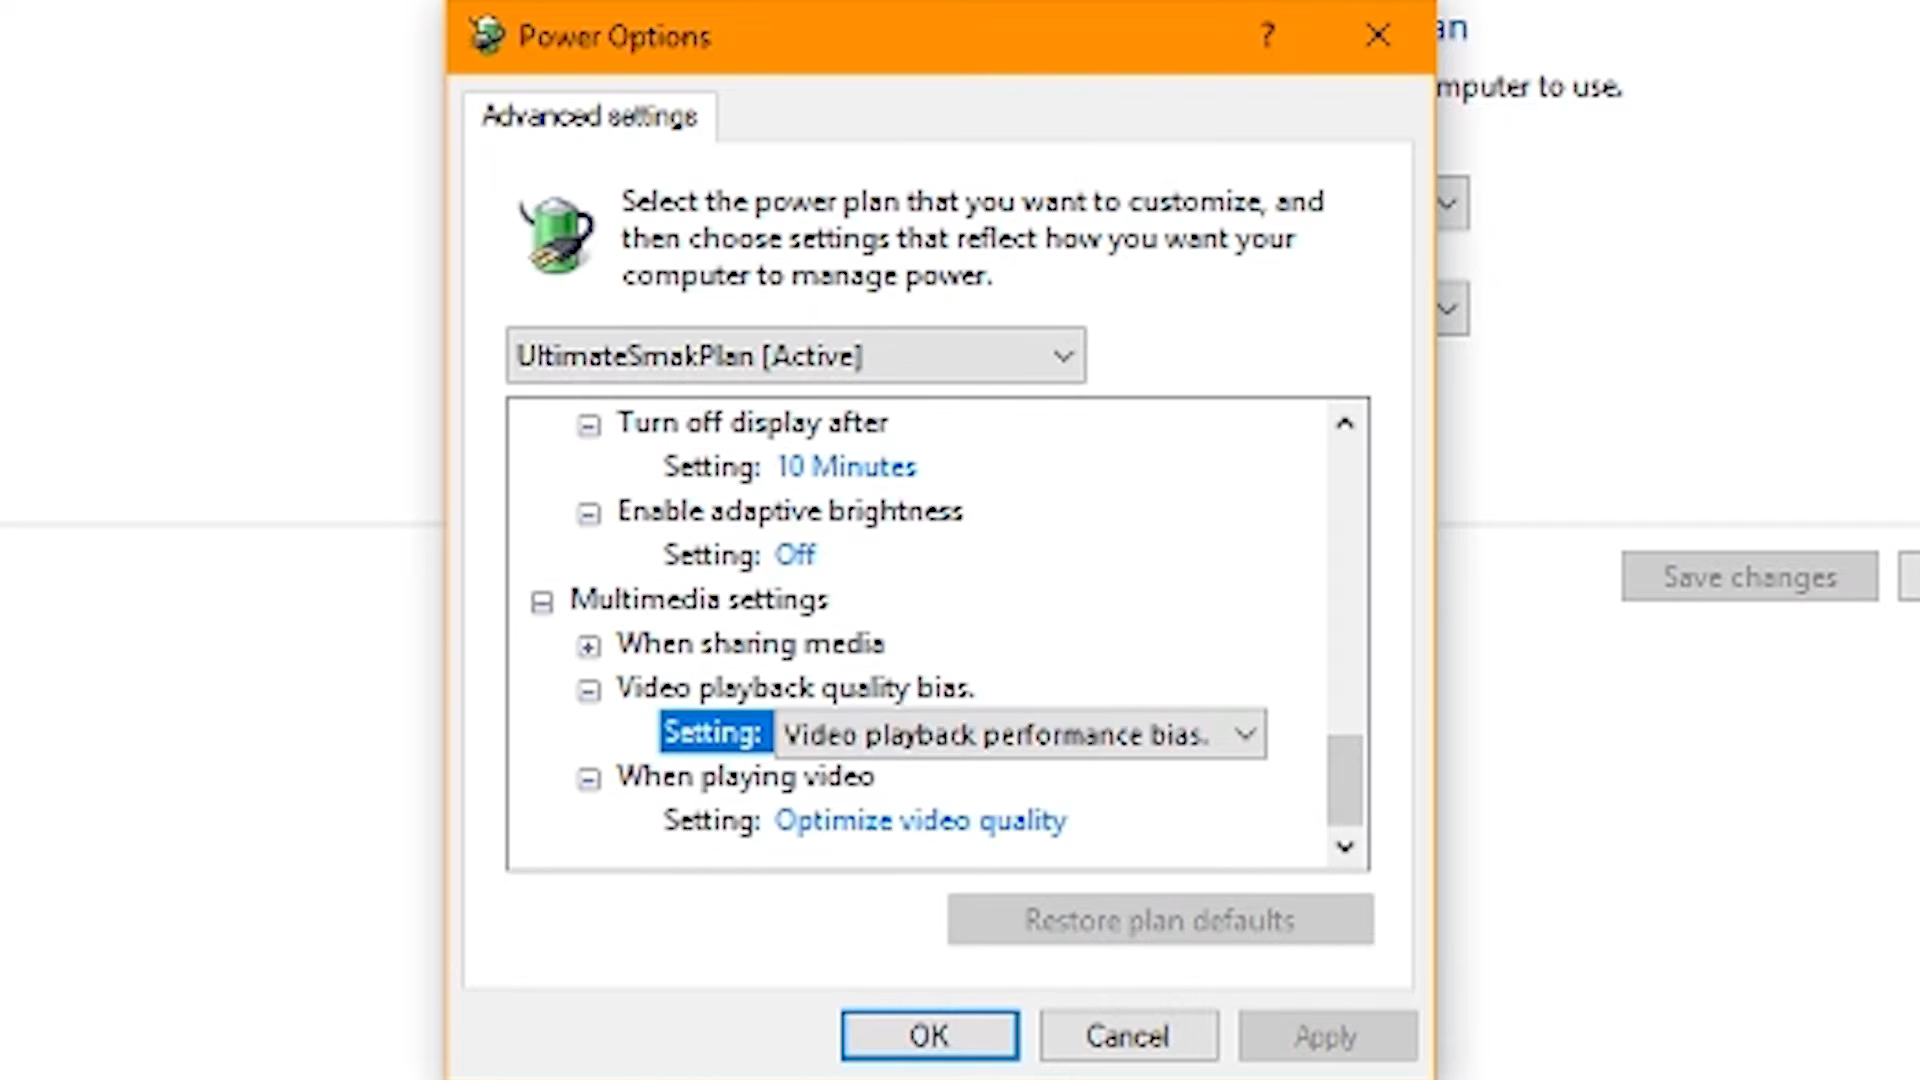 Power Options
?
an
mputer to use.
Advanced settings
Select the power plan that you want to customize, and
then choose settings that reflect how you want your
computer to manage power.
UltimateSmakPlan [Active]
Turn off display after
Setting: 10 Minutes
Enable adaptive brightness
Setting: Off
Multimedia settings
When sharing media
Video playback quality bias.
Setting: Video playback performance bias.
When playing video
Setting: Optimize video quality
Save changes
Restore plan defaults
OK
Cancel
Apply